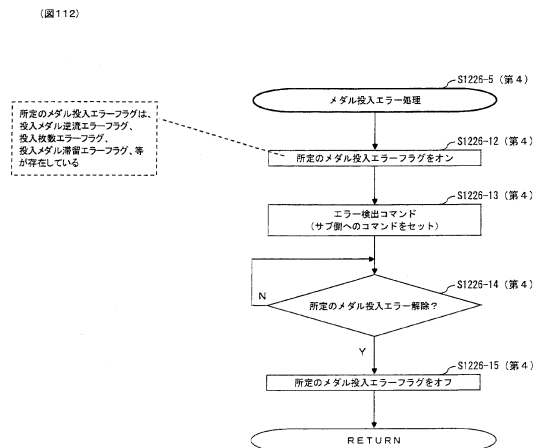 (図112)
S1226-5 (第4)
メダル投入エラー処理
所定のメダル投入エラーフラグは、
投入メダル逆流エラーフラグ、
投入枚数エラーフラグ、
投入メダル滞留エラーフラグ、等
が存在している
S1226-12 (第4)
所定のメダル投入エラーフラグをオン
S1226-13 (第4)
エラー検出コマンド
(サブ側へのコマンドをセット)
S1226-14 (第4)
所定のメダル投入エラー解除?
N
Y
S1226-15 (第4)
所定のメダル投入エラーフラグをオフ
RETURN